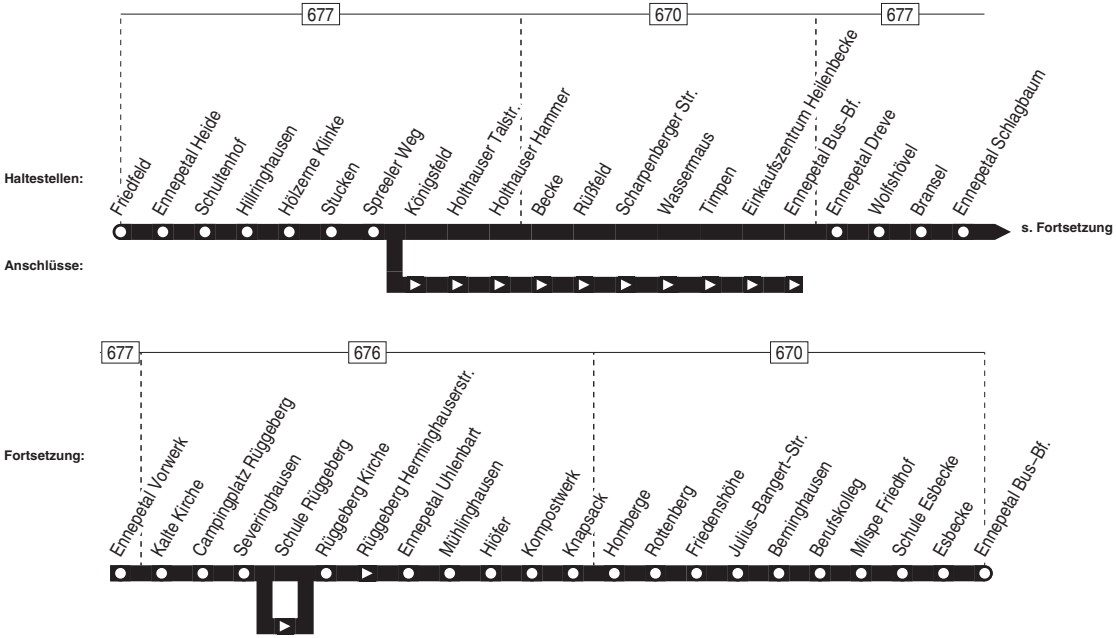 677
670
677
Haltestellen:
Friedfeld
Ennepetal Heide
Schultenhof
Hillringhausen
Hölzerne Klinke
Stucken
Spreeler Weg
Königsfeld
Holthauser Talstr.
Holthauser Hammer
Becke
Rüßfeld
Scharpenberger Str.
Wassermaus
Timpen
Einkaufszentrum Heilenbecke
Ennepetal Bus–Bf.
Ennepetal Dreve
Wolfshövel
Bransel
Ennepetal Schlagbaum
s. Fortsetzung
Anschlüsse:
677
676
670
Fortsetzung:
Ennepetal Vorwerk
Kalte Kirche
Campingplatz Rüggeberg
Severinghausen
Schule Rüggeberg
Rüggeberg Kirche
Rüggeberg Herminghauserstr.
Ennepetal Uhlenbart
Mühlinghausen
Hiöfer
Kompostwerk
Knapsack
Homberge
Rottenberg
Friedenshöhe
Julius–Bangert–Str.
Berninghausen
Berufskolleg
Milspe Friedhof
Schule Esbecke
Esbecke
Ennepetal Bus–Bf.